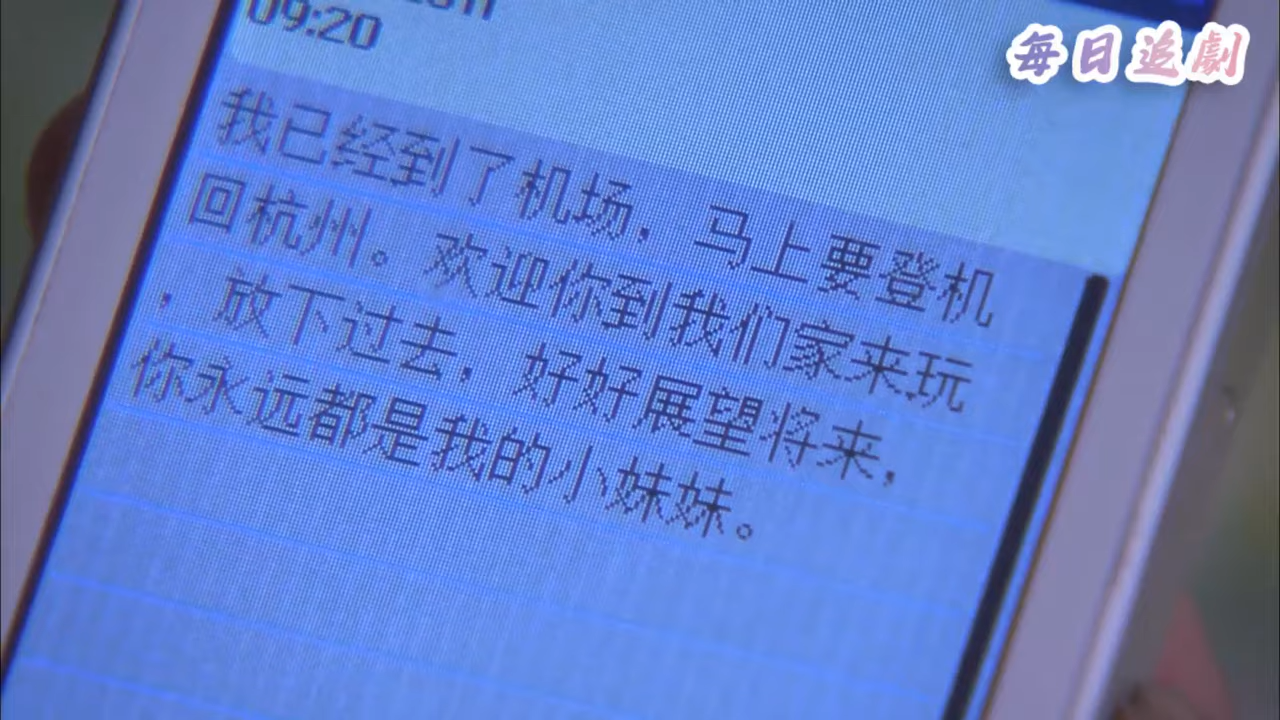 09:20
每日追劇
我已经到了机场，马上要登机
回杭州。欢迎你到我们家来玩
，放下过去，好好展望将来，
你永远都是我的小妹妹。